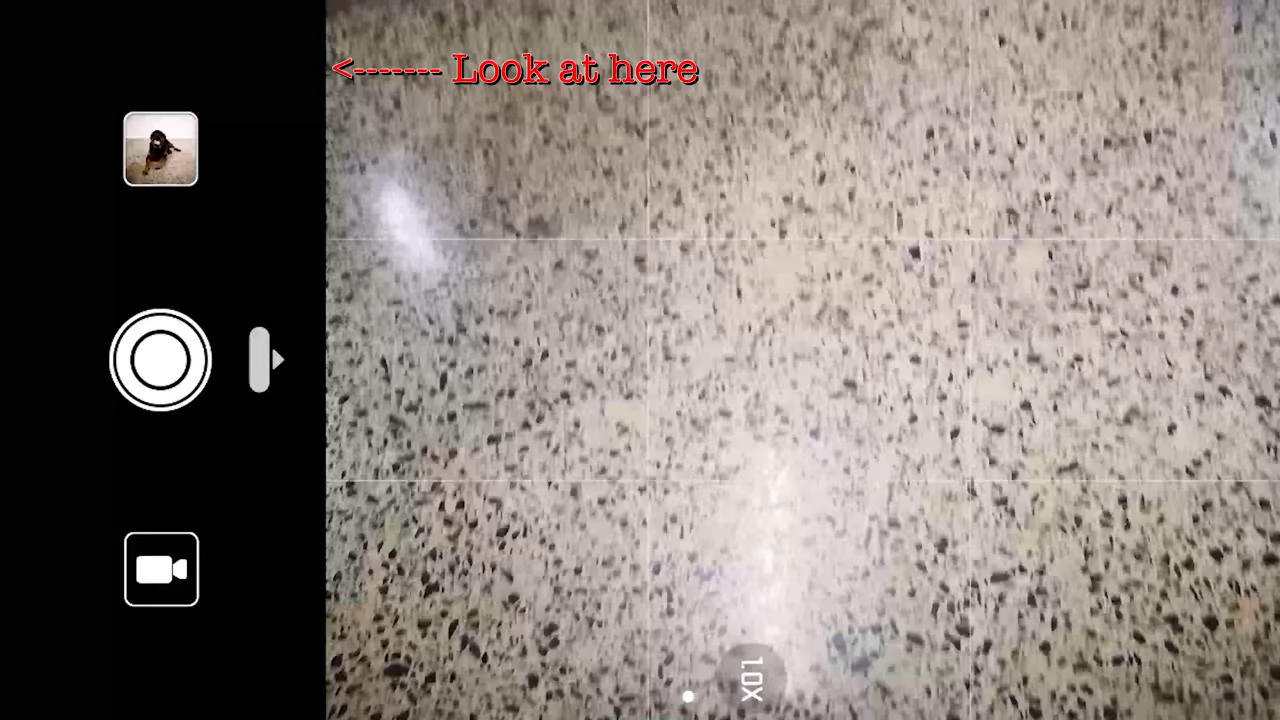 <------- Look at here
1.0X